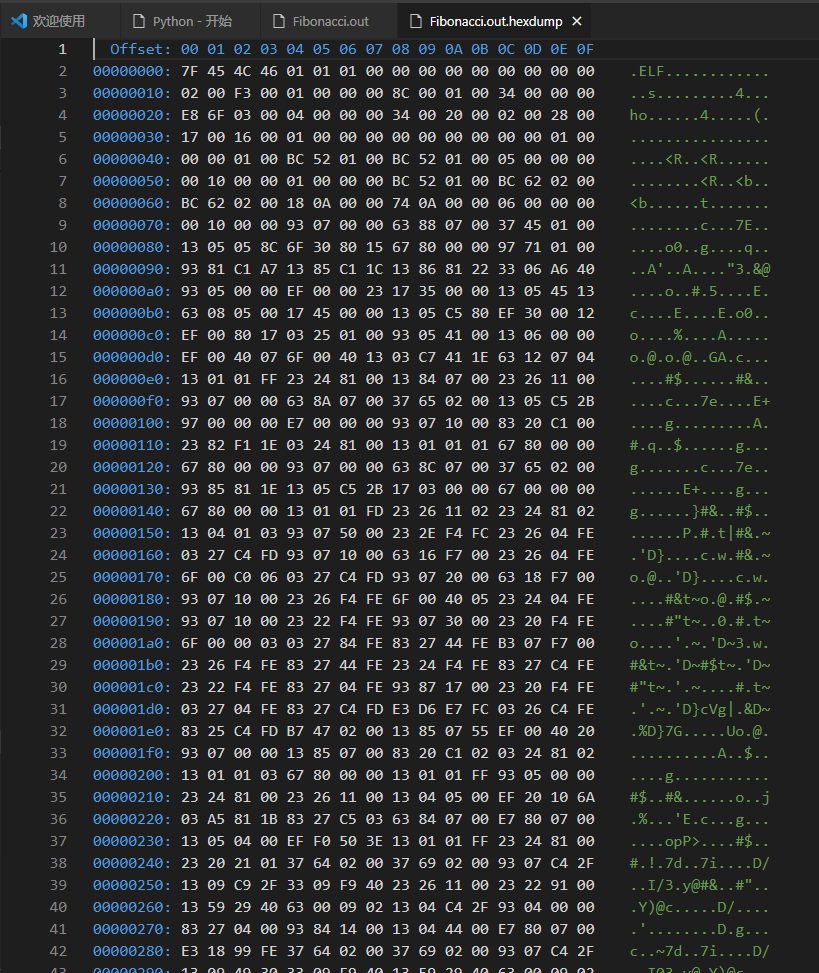 欢迎使用 Python - 开始 Fibonacci.out Fibonacci.out.hexdump ×
1 Offset: 00 01 02 03 04 05 06 07 08 09 0A 0B 0C 0D 0E 0F
2 00000000: 7F 45 4C 46 01 01 01 00 00 00 00 00 00 00 00 00 .ELF............
3 00000010: 02 00 F3 00 01 00 00 00 8C 00 01 00 34 00 00 00 ..s.........4...
4 00000020: E8 6F 03 00 04 00 00 00 34 00 20 00 02 00 28 00 ho......4.....(.
5 00000030: 17 00 16 00 01 00 00 00 00 00 00 00 00 00 01 00 ................
6 00000040: 00 00 01 00 BC 52 01 00 BC 52 01 00 05 00 00 00 ....<R..<R......
7 00000050: 00 10 00 00 01 00 00 00 BC 52 01 00 BC 62 02 00 .........<R..<b..
8 00000060: BC 62 02 00 18 0A 00 00 74 0A 00 00 06 00 00 00 <b......t.......
9 00000070: 00 10 00 00 93 07 00 00 63 88 07 00 37 45 01 00 ........c...7E..
10 00000080: 13 05 05 8C 6F 30 80 15 67 80 00 00 97 71 01 00 ....o0..g....q..
11 00000090: 93 81 C1 A7 13 85 C1 1C 13 86 81 22 33 06 A6 40 ..A'..A...."3.&@
12 000000a0: 93 05 00 00 EF 00 00 23 17 35 00 00 13 05 45 13 ....o..#.5....E.
13 000000b0: 63 08 05 00 17 45 00 00 13 05 C5 80 EF 30 00 12 c....E....E.o0..
14 000000c0: EF 00 80 17 03 25 01 00 93 05 41 00 13 06 00 00 o....%....A.....
15 000000d0: EF 00 40 07 6F 00 40 13 03 C7 41 1E 63 12 07 04 o.@.o.@..GA.c...
16 000000e0: 13 01 01 FF 23 24 81 00 13 84 07 00 23 26 11 00 ....#$......#&..
17 000000f0: 93 07 00 00 63 8A 07 00 37 65 02 00 13 05 C5 2B ....c...7e....E+
18 00000100: 97 00 00 00 E7 00 00 00 93 07 10 00 83 20 C1 00 ....g.........A.
19 00000110: 23 82 F1 1E 03 24 81 00 13 01 01 01 67 80 00 00 #.q..$......g...
20 00000120: 67 80 00 00 93 07 00 00 63 8C 07 00 37 65 02 00 g.......c...7e..
21 00000130: 93 85 81 1E 13 05 C5 2B 17 03 00 00 67 00 00 00 ......E+....g...
22 00000140: 67 80 00 00 13 01 01 FD 23 26 11 02 23 24 81 02 g......}#&..#$..
23 00000150: 13 04 01 03 93 07 50 00 23 2E F4 FC 23 26 04 FE ......P.#.t|#&.~
24 00000160: 03 27 C4 FD 93 07 10 00 63 16 F7 00 23 26 04 FE .'D}....c.w.#&.~
25 00000170: 6F 00 C0 06 03 27 C4 FD 93 07 20 00 63 18 F7 00 o.@..'D}....c.w.
26 00000180: 93 07 10 00 23 26 F4 FE 6F 00 40 05 23 24 04 FE ....#&t~o.@.#$.~
27 00000190: 93 07 10 00 23 22 F4 FE 93 07 30 00 23 20 F4 FE ....#"t~..0.#.t~
28 000001a0: 6F 00 00 03 03 27 84 FE 83 27 44 FE B3 07 F7 00 o....'.~.'D~3.w.
29 000001b0: 23 26 F4 FE 83 27 44 FE 23 24 F4 FE 83 27 C4 FE #&t~.'D~#$t~.'D~
30 000001c0: 23 22 F4 FE 83 27 04 FE 93 87 17 00 23 20 F4 FE #"t~.'.~....#.t~
31 000001d0: 03 27 04 FE 83 27 C4 FD E3 D6 E7 FC 03 26 C4 FE .'.~.'D}cVg|.&D~
32 000001e0: 83 25 C4 FD B7 47 02 00 13 85 07 55 EF 00 40 20 .%D}7G.....Uo.@.
33 000001f0: 93 07 00 00 13 85 07 00 83 20 C1 02 03 24 81 02 ..........A..$..
34 00000200: 13 01 01 03 67 80 00 00 13 01 01 FF 93 05 00 00 ....g...........
35 00000210: 23 24 81 00 23 26 11 00 13 04 05 00 EF 20 10 6A #$..#&......o..j
36 00000220: 03 A5 81 1B 83 27 C5 03 63 84 07 00 E7 80 07 00 .%...'E.c...g...
37 00000230: 13 05 04 00 EF F0 50 3E 13 01 01 FF 23 24 81 00 ....opP>....#$..
38 00000240: 23 20 21 01 37 64 02 00 37 69 02 00 93 07 C4 2F #.!.7d..7i....D/
39 00000250: 13 09 C9 2F 33 09 F9 40 23 26 11 00 23 22 91 00 ..I/3.y@#&..#"..
40 00000260: 13 59 29 40 63 00 09 02 13 04 C4 2F 93 04 00 00 .Y)@c.....D/....
41 00000270: 83 27 04 00 93 84 14 00 13 04 44 00 E7 80 07 00 .'........D.g...
42 00000280: E3 18 99 FE 37 64 02 00 37 69 02 00 93 07 C4 2F c..~7d..7i....D/
43 00000290: 13 09 49 30 33 09 F9 40 13 59 29 40 63 00 09 02 ..I03.y@.Y)@c...